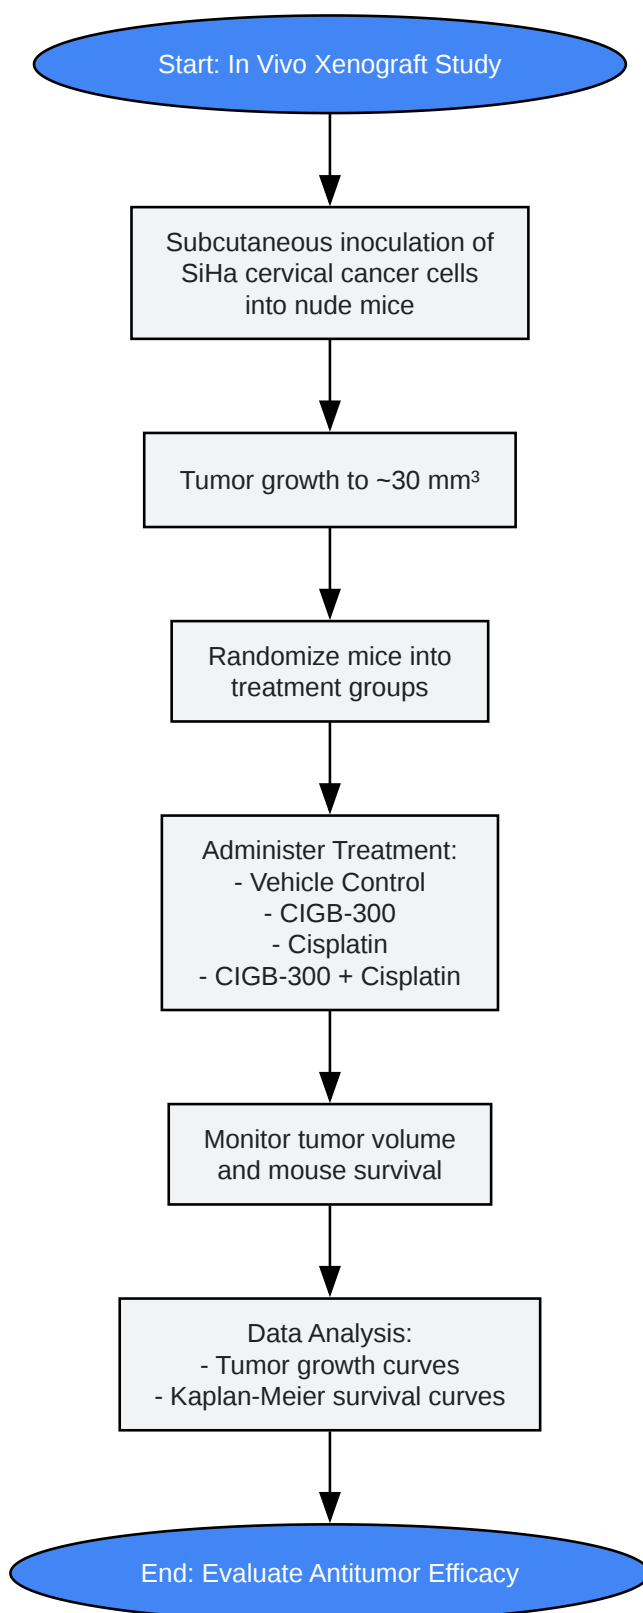 Start: In Vivo Xenograft Study
Subcutaneous inoculation of
SiHa cervical cancer cells
into nude mice
Tumor growth to ~30 mm³
Randomize mice into
treatment groups
Administer Treatment:
- Vehicle Control
- CIGB-300
- Cisplatin
- CIGB-300 + Cisplatin
Monitor tumor volume
and mouse survival
Data Analysis:
- Tumor growth curves
- Kaplan-Meier survival curves
End: Evaluate Antitumor Efficacy